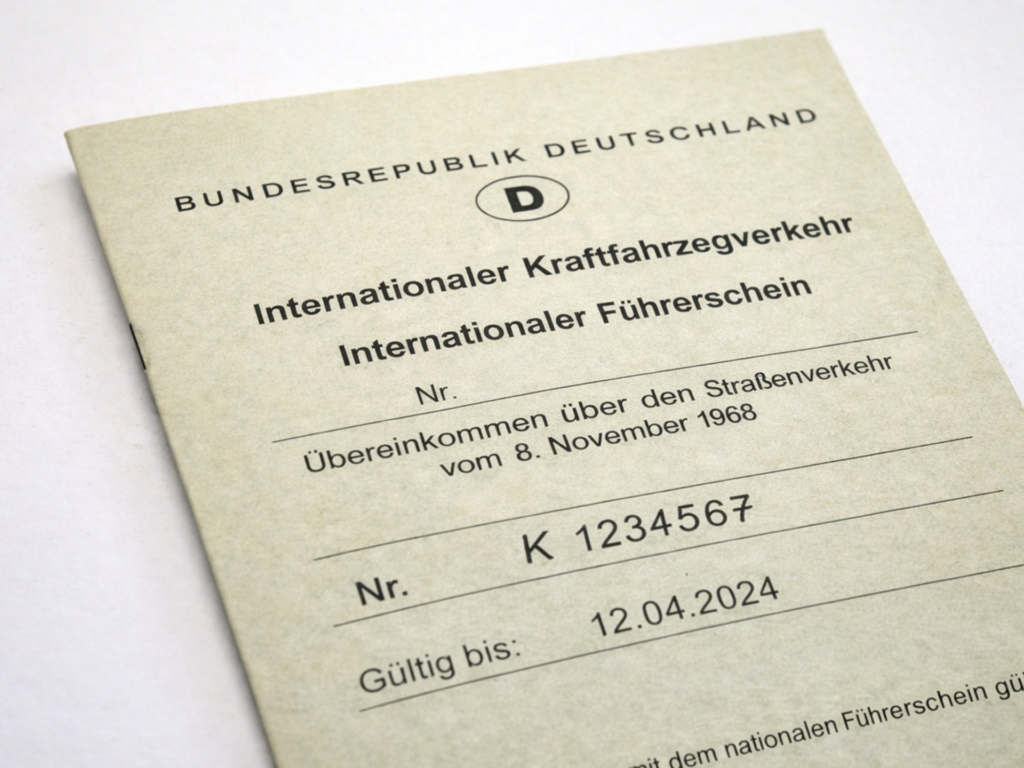 BUNDESREPUBLIK DEUTSCHLAND
D
Internationaler Kraftfahrzegverkehr
Internationaler Führerschein
Nr.
Übereinkommen über den Straßenverkehr
vom 8. November 1968
K 1234567
Nr.
12.04.2024
Gültig bis:
dem nationalen Führerschein